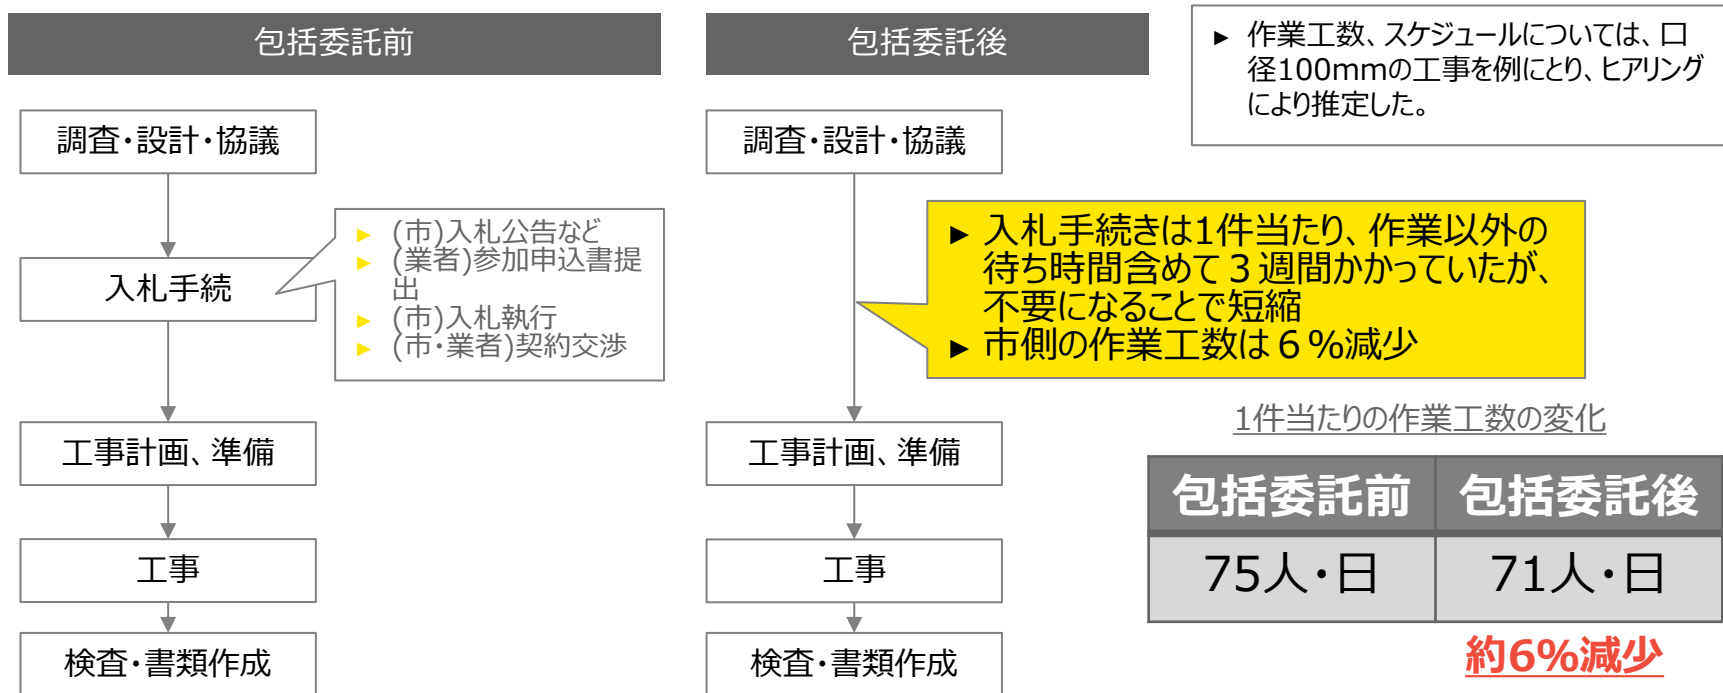 包括委託前
調査・設計・協議
入札手続
► (市)入札公告など
► (業者)参加申込書提
出
► (市)入札執行
► (市・業者)契約交渉
工事計画、準備
工事
検査・書類作成
包括委託後
調査・設計・協議
► 入札手続きは1件当たり、作業以外の
待ち時間含めて３週間かかっていたが、
不要になることで短縮
► 市側の作業工数は６%減少
工事計画、準備
工事
検査・書類作成
► 作業工数、スケジュールについては、口
径100mmの工事を例にとり、ヒアリング
により推定した。
1件当たりの作業工数の変化
包括委託前 包括委託後
75人・日 71人・日
約6%減少